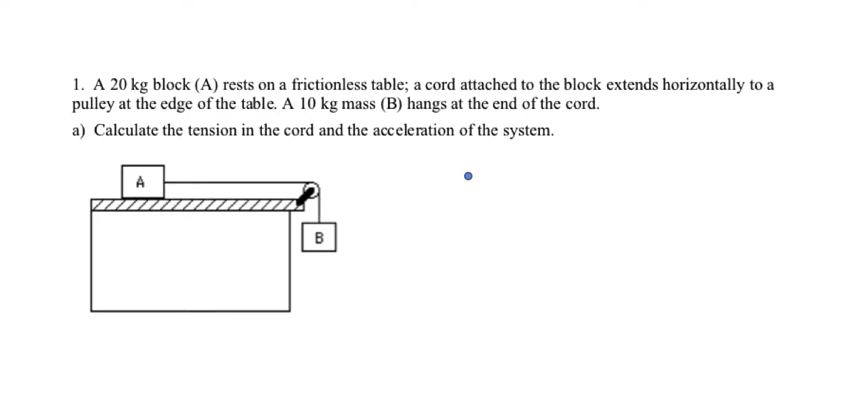 1. A 20 kg block (A) rests on a frictionless table; a cord attached to the block extends horizontally to a
pulley at the edge of the table. A 10 kg mass (B) hangs at the end of the cord.
a) Calculate the tension in the cord and the acceleration of the system.
A
B